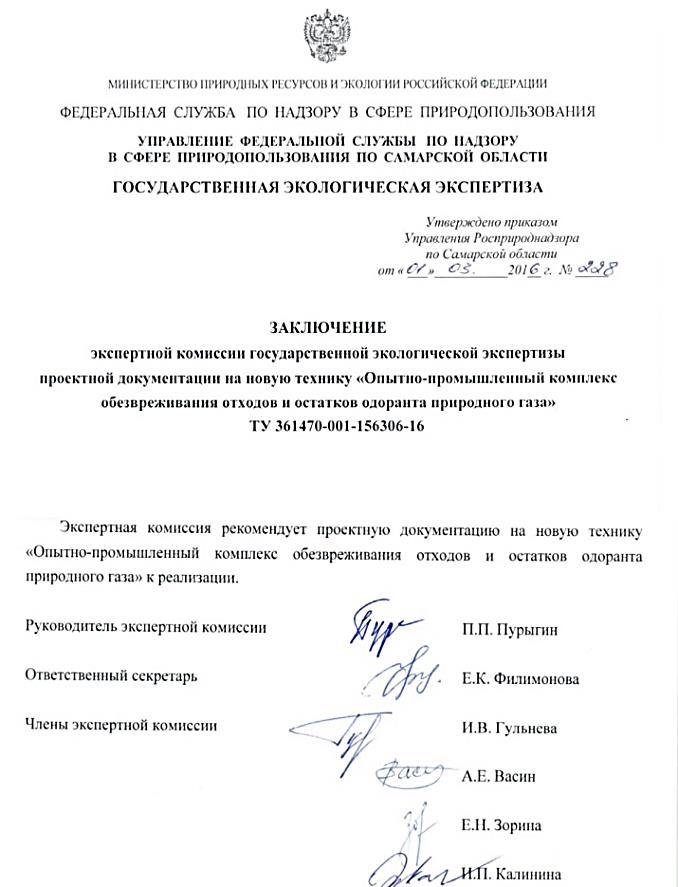 МИНИСТЕРСТВО ПРИРОДНЫХ РЕСУРСОВ И ЭКОЛОГИИ РОССИЙСКОЙ ФЕДЕРАЦИИ
ФЕДЕРАЛЬНАЯ СЛУЖБА ПО НАДЗОРУ В СФЕРЕ ПРИРОДОПОЛЬЗОВАНИЯ
УПРАВЛЕНИЕ ФЕДЕРАЛЬНОЙ СЛУЖБЫ ПО НАДЗОРУ
В СФЕРЕ ПРИРОДОПОЛЬЗОВАНИЯ ПО САМАРСКОЙ ОБЛАСТИ
ГОСУДАРСТВЕННАЯ ЭКОЛОГИЧЕСКАЯ ЭКСПЕРТИЗА
Утверждено приказом
Управления Росприроднадзора
по Самарской области
от « 01 » 03. 2016 г. № 228
ЗАКЛЮЧЕНИЕ
экспертной комиссии государственной экологической экспертизы
проектной документации на новую технику «Опытно-промышленный комплекс
обезвреживания отходов и остатков одоранта природного газа»
ТУ 361470-001-156306-16
Экспертная комиссия рекомендует проектную документацию на новую технику
«Опытно-промышленный комплекс обезвреживания отходов и остатков одоранта
природного газа» к реализации.
Руководитель экспертной комиссии П.П. Пурыгин
Ответственный секретарь Е.К. Филимонова
Члены экспертной комиссии И.В. Гульнева
А.Е. Васин
Е.Н. Зорина
И.П. Калинина